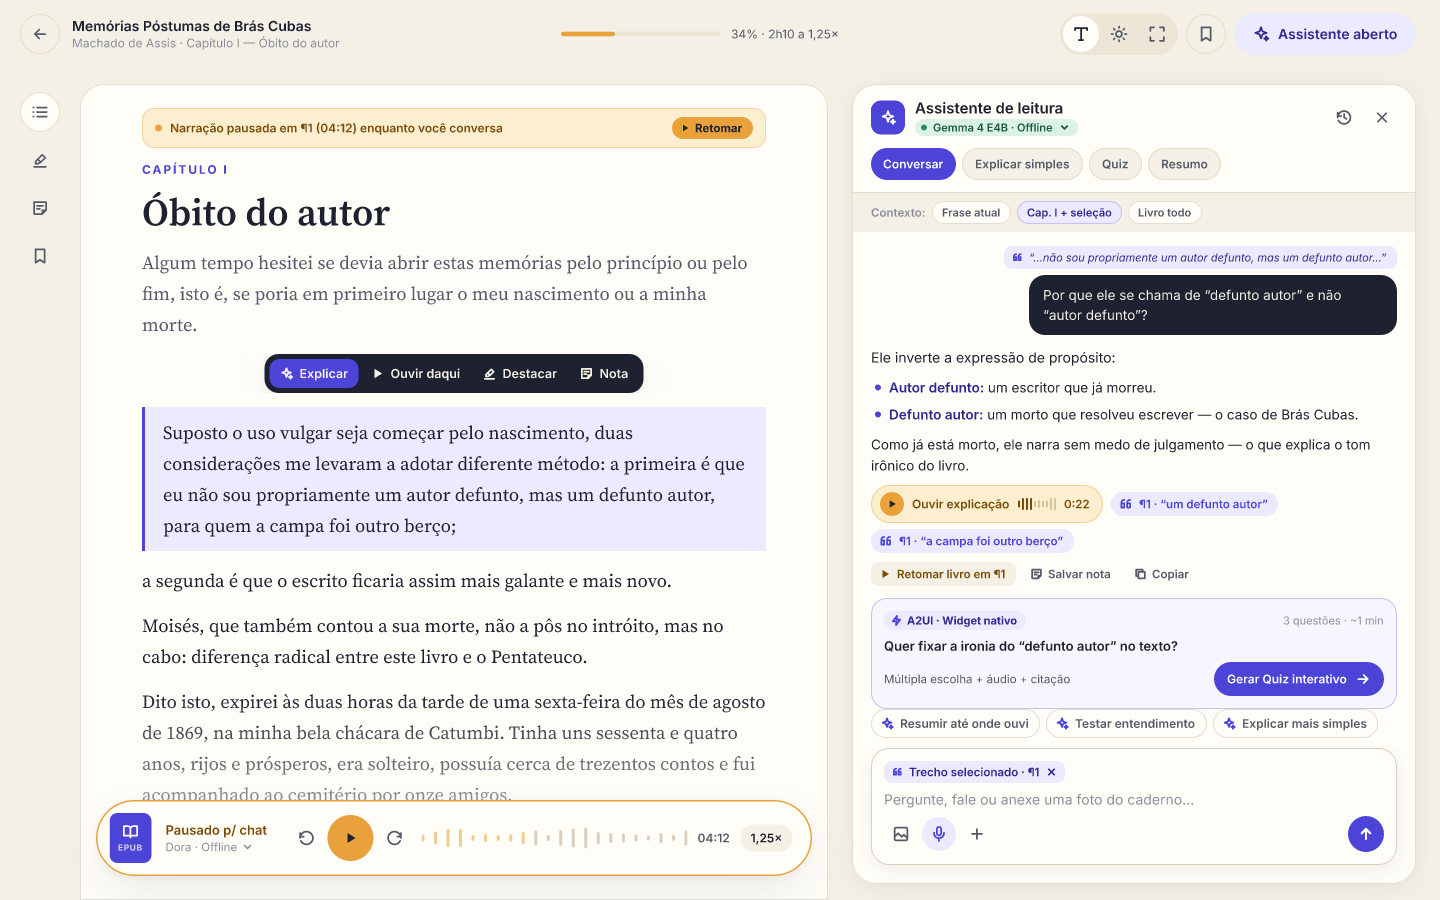 Memórias Póstumas de Brás Cubas
Machado de Assis · Capítulo I — Óbito do autor
34% · 2h10 a 1,25×
Assistente aberto
Narração pausada em ¶1 (04:12) enquanto você conversa
Retomar
CAPÍTULO I
Óbito do autor
Algum tempo hesitei se devia abrir estas memórias pelo princípio ou pelo
fim, isto é, se poria em primeiro lugar o meu nascimento ou a minha
morte.
Explicar
Ouvir daqui
Destacar
Nota
Suposto o uso vulgar seja começar pelo nascimento, duas
considerações me levaram a adotar diferente método: a primeira é que
eu não sou propriamente um autor defunto, mas um defunto autor,
para quem a campa foi outro berço;
a segunda é que o escrito ficaria assim mais galante e mais novo.
Moisés, que também contou a sua morte, não a pôs no intróito, mas no
cabo: diferença radical entre este livro e o Pentateuco.
Dito isto, expirei às duas horas da tarde de uma sexta-feira do mês de agosto
de 1869, na minha bela chácara de Catumbi. Tinha uns sessenta e quatro
anos, rijos e prósperos, era solteiro, possuía cerca de trezentos contos e fui
acompanhado ao cemitério por onze amigos.
EPUB
Pausado p/ chat
Dora · Offline
04:12
1,25×
Assistente de leitura
Gemma 4 E4B · Offline
Conversar
Explicar simples
Quiz
Resumo
Contexto:
Frase atual
Cap. I + seleção
Livro todo
“…não sou propriamente um autor defunto, mas um defunto autor…”
Por que ele se chama de “defunto autor” e não
“autor defunto”?
Ele inverte a expressão de propósito:
Autor defunto: um escritor que já morreu.
Defunto autor: um morto que resolveu escrever — o caso de Brás Cubas.
Como já está morto, ele narra sem medo de julgamento — o que explica o tom
irônico do livro.
Ouvir explicação
0:22
¶1 · “um defunto autor”
¶1 · “a campa foi outro berço”
Retomar livro em ¶1
Salvar nota
Copiar
A2UI · Widget nativo
3 questões · ~1 min
Quer fixar a ironia do “defunto autor” no texto?
Múltipla escolha + áudio + citação
Gerar Quiz interativo
Resumir até onde ouvi
Testar entendimento
Explicar mais simples
Trecho selecionado · ¶1
Pergunte, fale ou anexe uma foto do caderno…